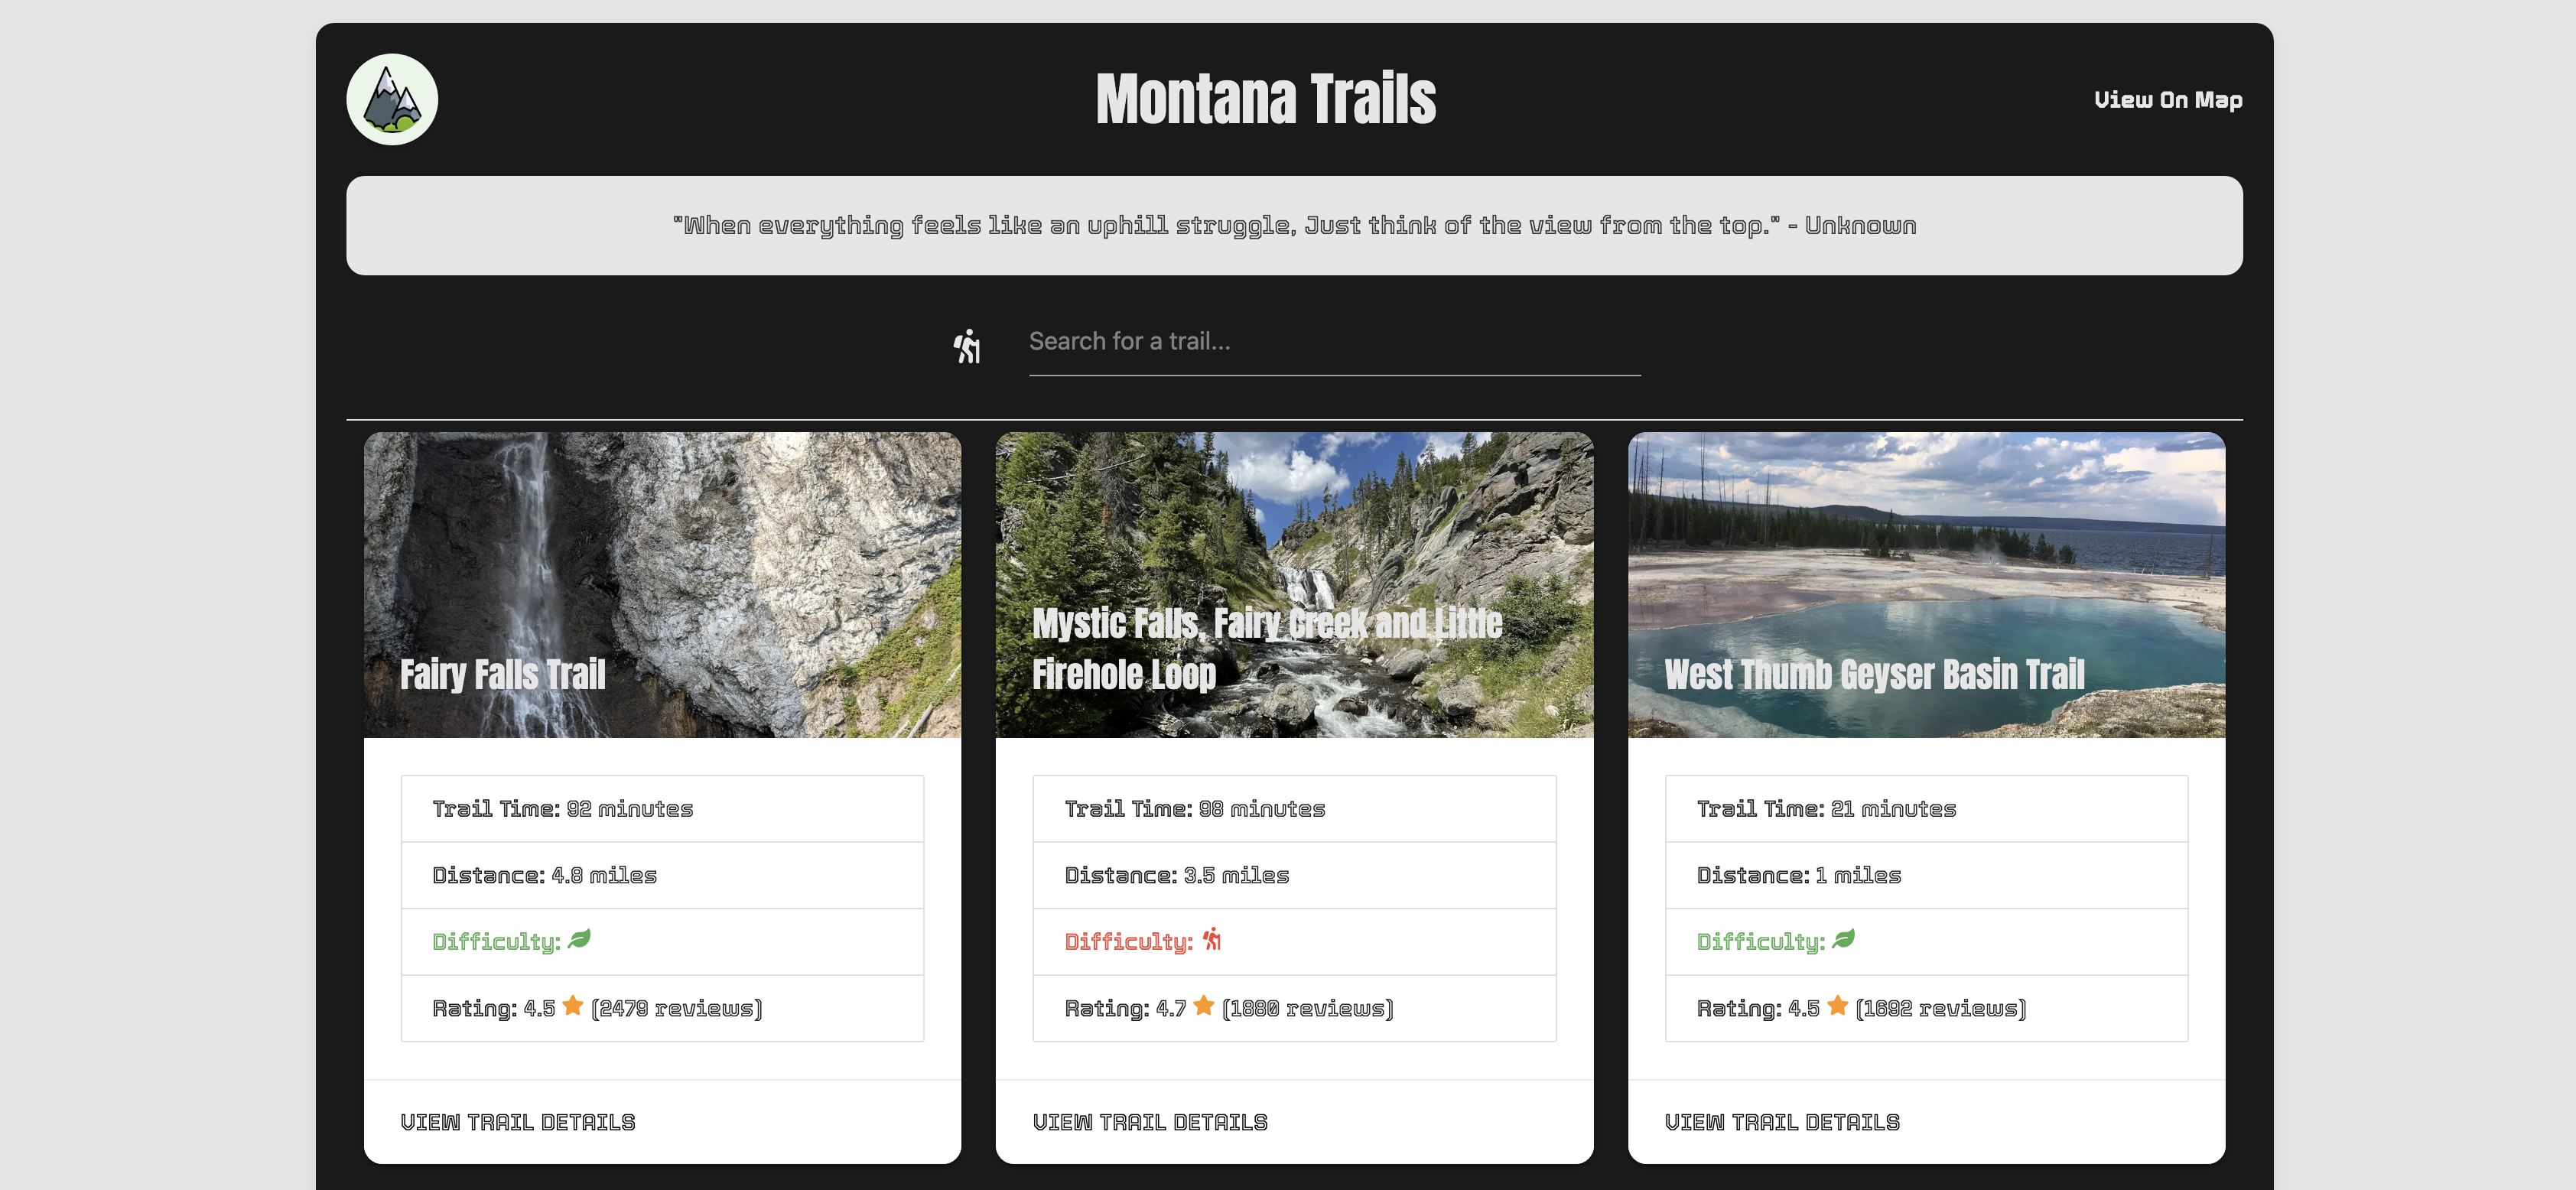 Montana Trails
View On Map
"When everything feels like an uphill struggle, Just think of the view from the top." - Unknown
Search for a trail...
Fairy Falls Trail
Trail Time: 92 minutes
Distance: 4.8 miles
Difficulty:
Rating: 4.5 (2479 reviews)
VIEW TRAIL DETAILS
Mystic Falls, Fairy Creek and Little
Firehole Loop
Trail Time: 98 minutes
Distance: 3.5 miles
Difficulty:
Rating: 4.7 (1880 reviews)
VIEW TRAIL DETAILS
West Thumb Geyser Basin Trail
Trail Time: 21 minutes
Distance: 1 miles
Difficulty:
Rating: 4.5 (1692 reviews)
VIEW TRAIL DETAILS